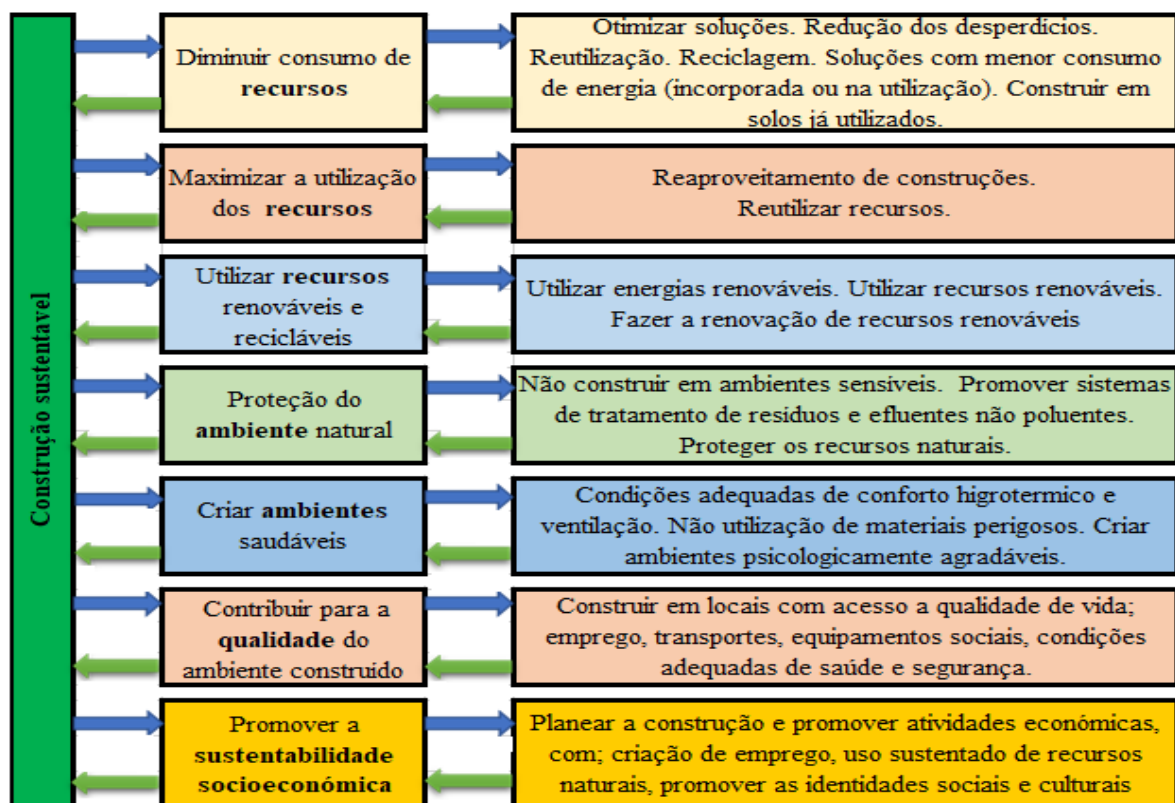 Construção sustentavel
Diminuir consumo de
recursos
Otimizar soluções. Redução dos desperdícios.
Reutilização. Reciclagem. Soluções com menor consumo
de energia (incorporada ou na utilização). Construir em
solos já utilizados.
Maximizar a utilização
dos recursos
Reaproveitamento de construções.
Reutilizar recursos.
Utilizar recursos
renováveis e
recicláveis
Utilizar energias renováveis. Utilizar recursos renováveis.
Fazer a renovação de recursos renováveis
Proteção do
ambiente natural
Não construir em ambientes sensíveis. Promover sistemas
de tratamento de resíduos e efluentes não poluentes.
Proteger os recursos naturais.
Criar ambientes
saudáveis
Condições adequadas de conforto higrotermico e
ventilação. Não utilização de materiais perigosos. Criar
ambientes psicologicamente agradáveis.
Contribuir para a
qualidade do
ambiente construído
Construir em locais com acesso a qualidade de vida;
emprego, transportes, equipamentos sociais, condições
adequadas de saúde e segurança.
Promover a
sustentabilidade
socioeconómica
Planear a construção e promover atividades económicas,
com; criação de emprego, uso sustentado de recursos
naturais, promover as identidades sociais e culturais